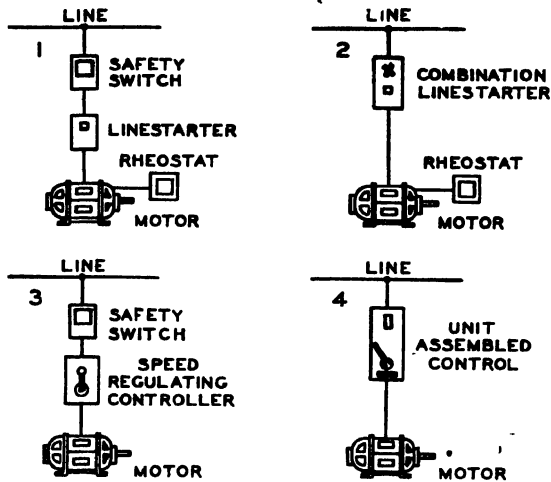 LINE
1
SAFETY
SWITCH
LINESTARTER
RHEOSTAT
MOTOR
LINE
2
COMBINATION
LINESTARTER
RHEOSTAT
MOTOR
LINE
3
SAFETY
SWITCH
SPEED
REGULATING
CONTROLLER
MOTOR
LINE
4
UNIT
ASSEMBLED
CONTROL
MOTOR